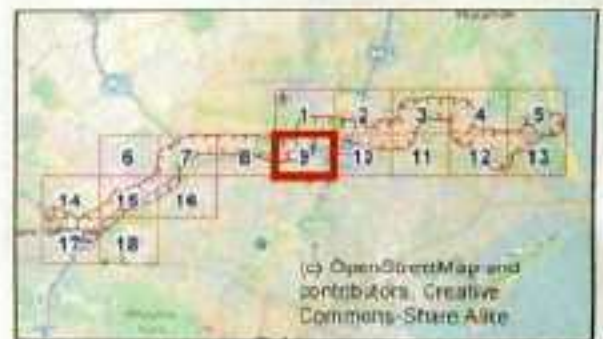 1 2 3 4 5
6 7 8 9 10 11 12 13
14 15 16
17 18
(c) OpenStreetMap and
contributors, Creative
Commons-Share Alike